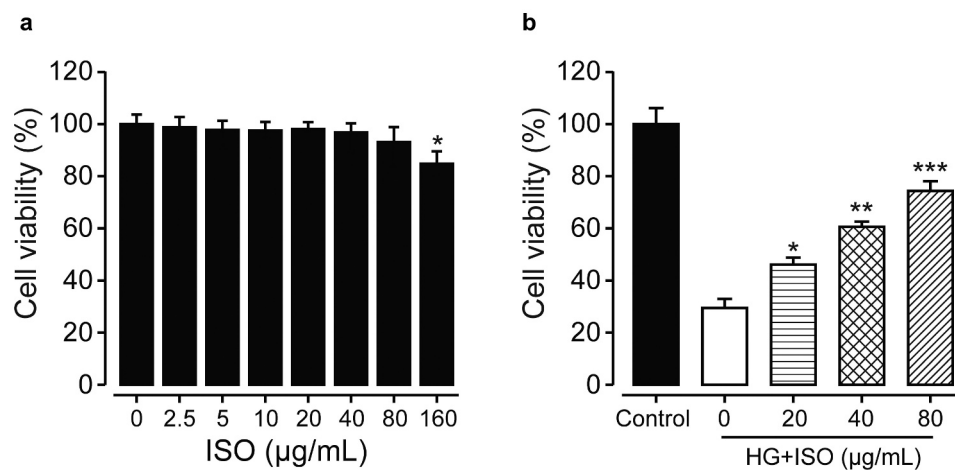 a
Cell viability (%)
120
100
80
60
40
20
0
*
0 2.5 5 10 20 40 80 160
ISO (µg/mL)
b
Cell viability (%)
120
100
80
60
40
20
0
* ** ***
Control 0 20 40 80
HG+ISO (µg/mL)